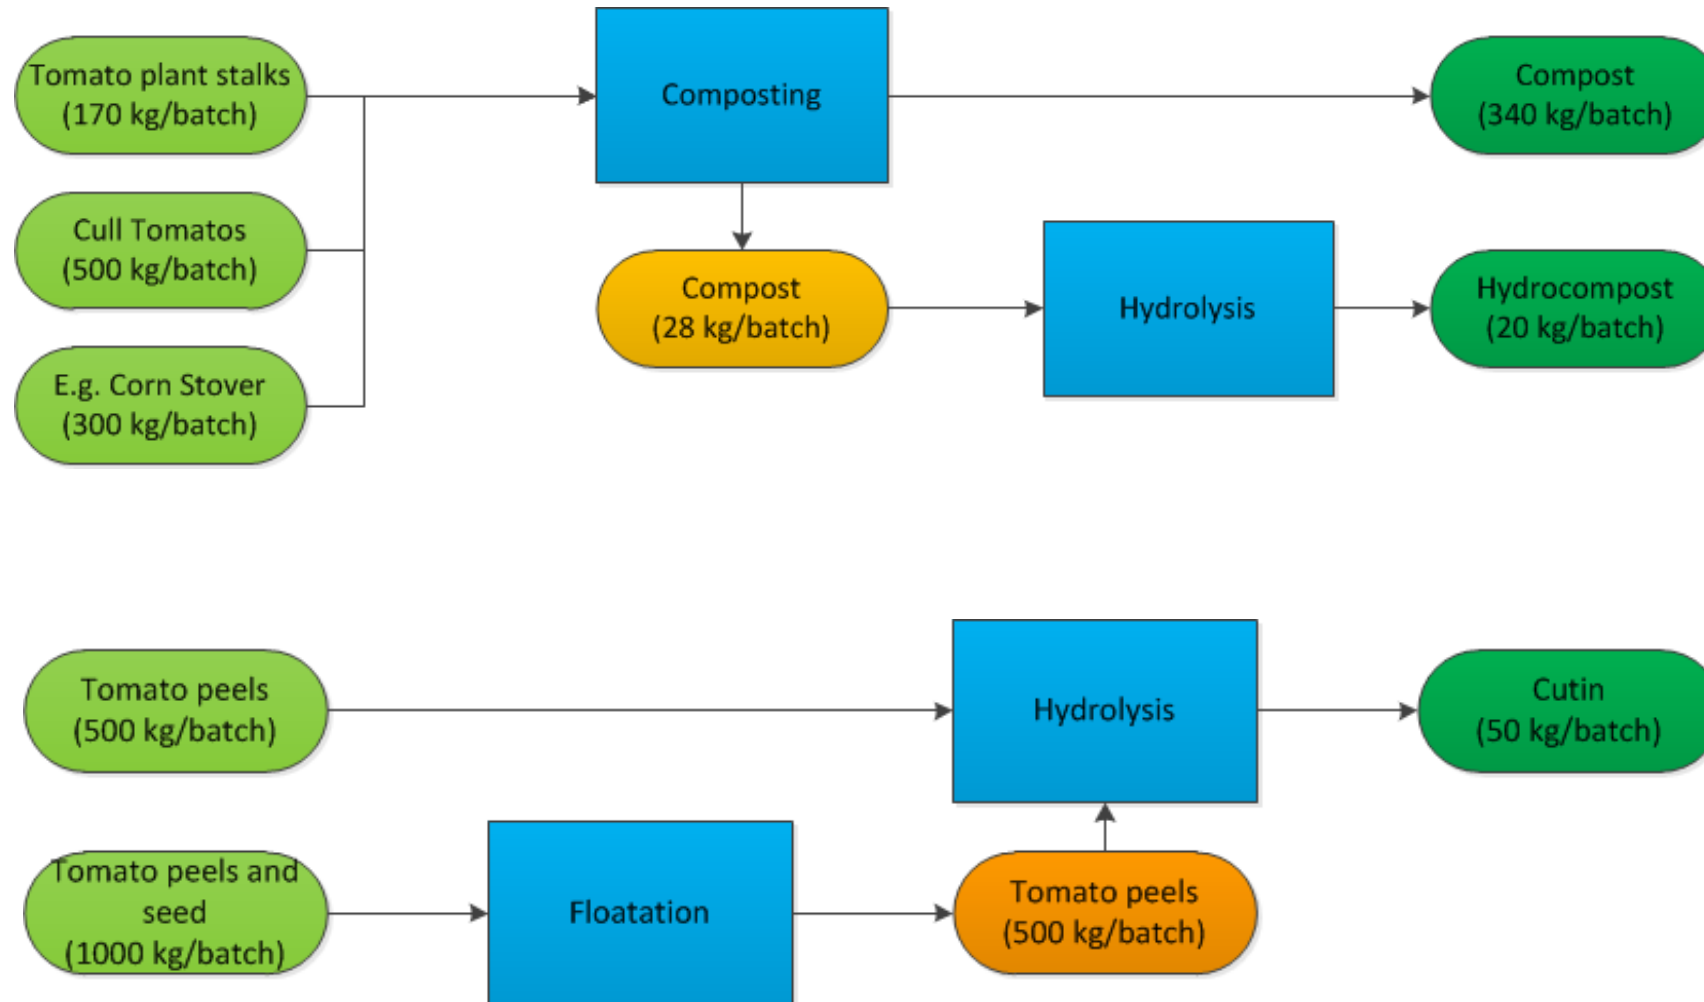 Tomato plant stalks
(170 kg/batch)
Composting
Compost
(340 kg/batch)
Cull Tomatos
(500 kg/batch)
Compost
(28 kg/batch)
Hydrolysis
Hydrocompost
(20 kg/batch)
E.g. Corn Stover
(300 kg/batch)
Tomato peels
(500 kg/batch)
Hydrolysis
Cutin
(50 kg/batch)
Tomato peels and
seed
(1000 kg/batch)
Floatation
Tomato peels
(500 kg/batch)